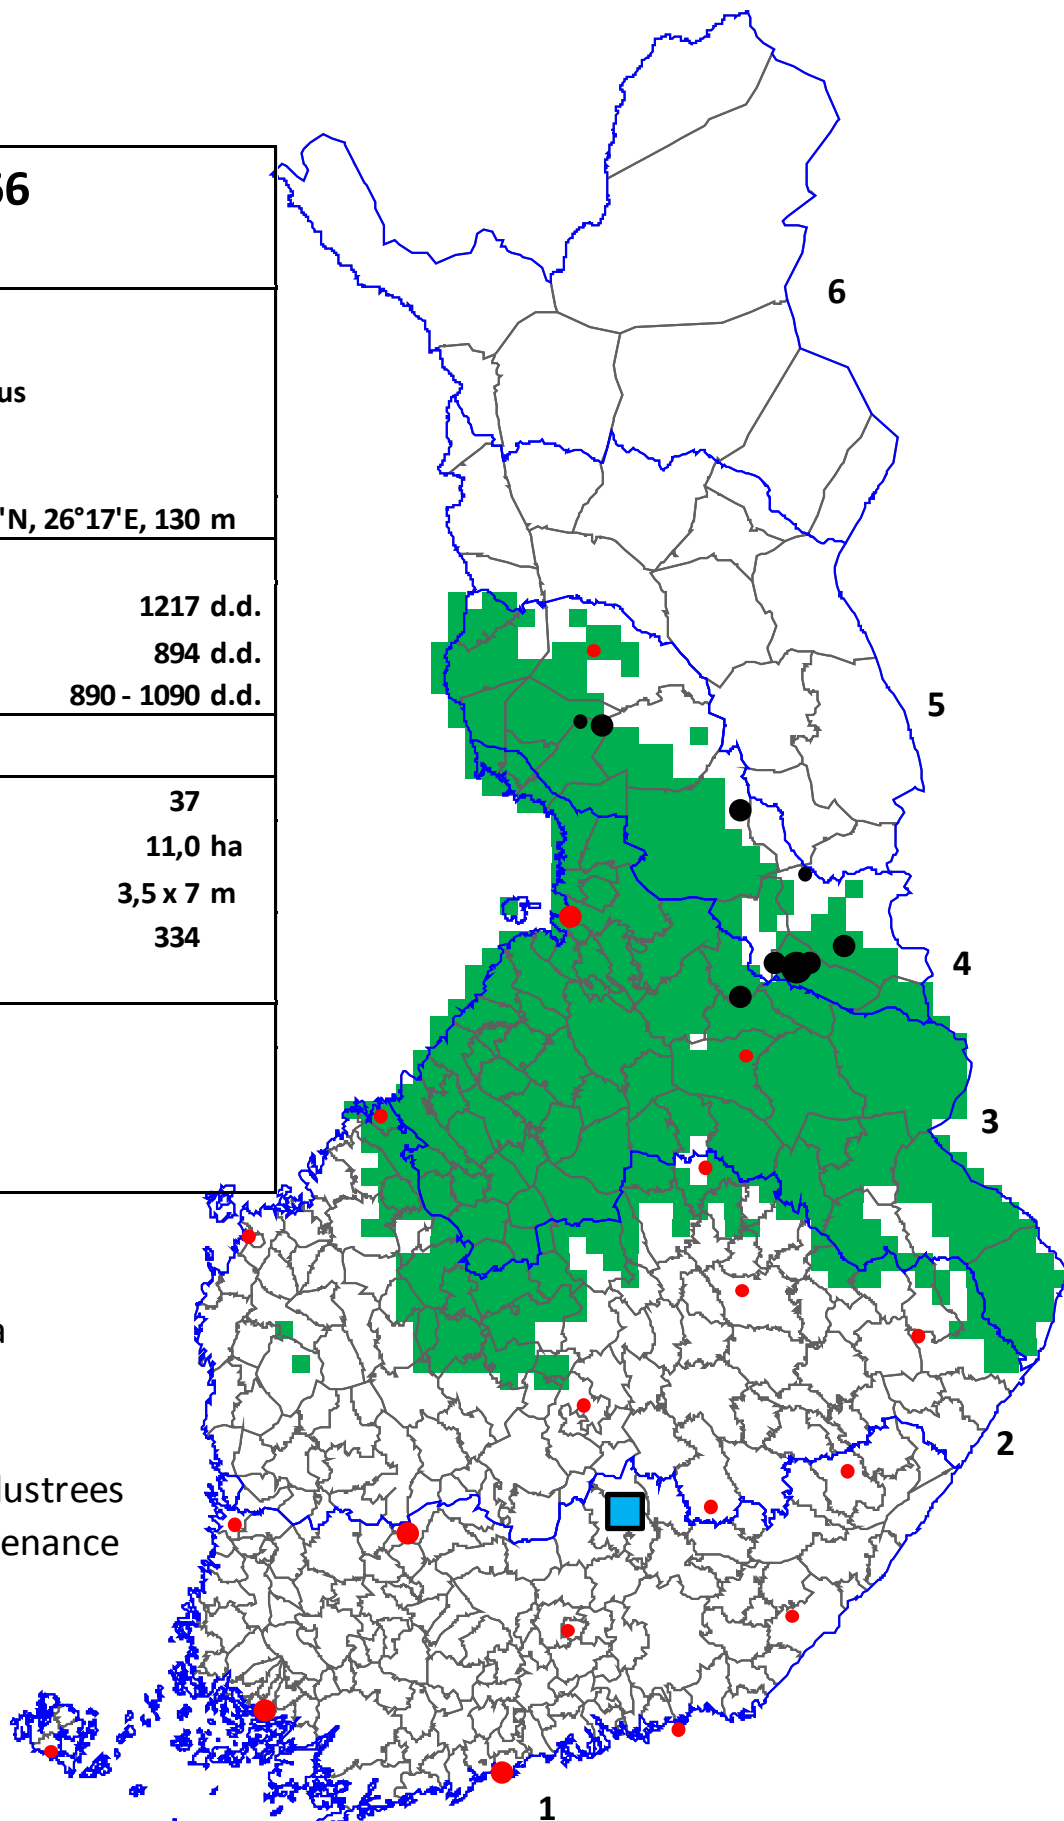 66
us
'N, 26°17'E, 130 m
1217 d.d.
894 d.d.
890 - 1090 d.d.
37
11,0 ha
3,5 x 7 m
334
a
lustrees
enance
6
5
4
3
2
1